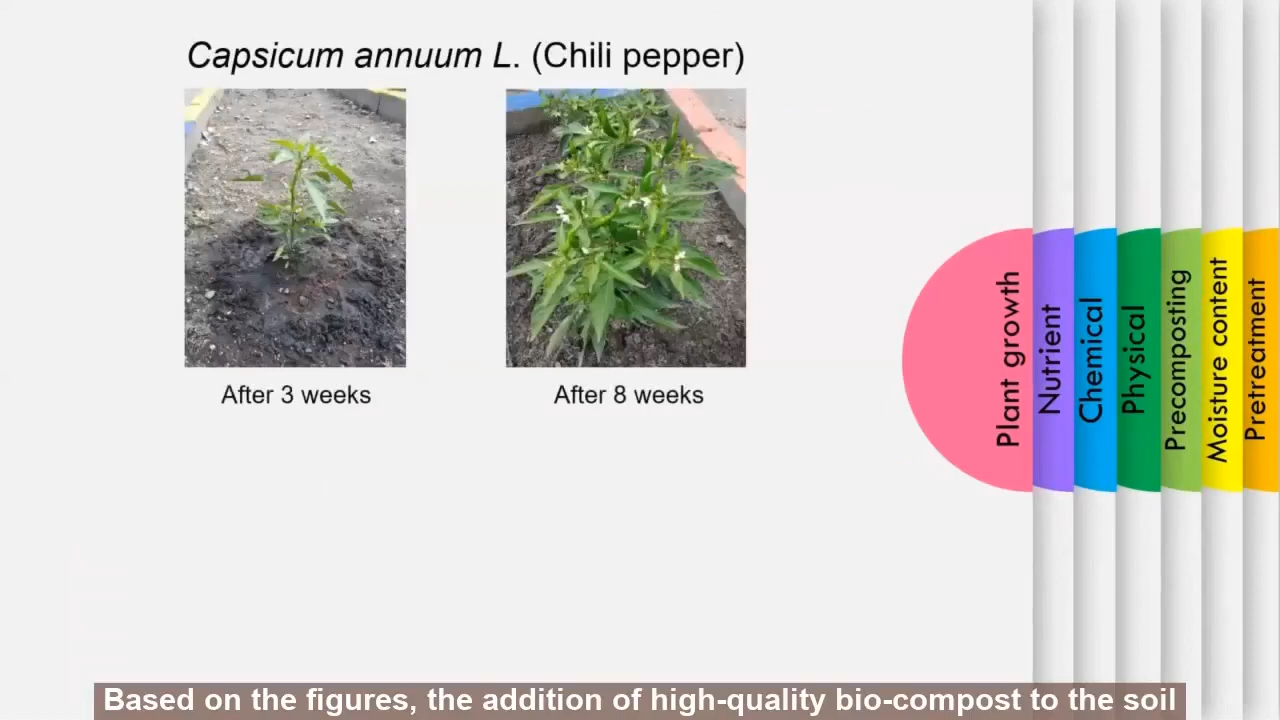 Capsicum annuum L. (Chili pepper)
After 3 weeks
After 8 weeks
Plant growth
Nutrient
Chemical
Physical
Precomposting
Moisture content
Pretreatment
Based on the figures, the addition of high-quality bio-compost to the soil